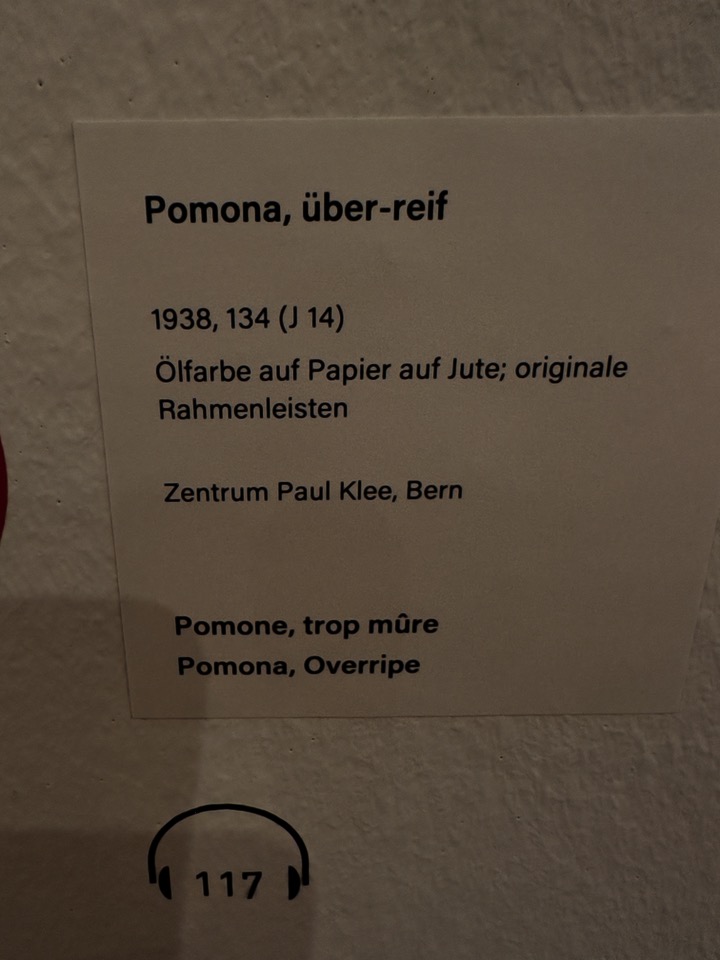 Pomona, über-reif
1938, 134 (J 14)
Ölfarbe auf Papier auf Jute; originale
Rahmenleisten
Zentrum Paul Klee, Bern
Pomone, trop mûre
Pomona, Overripe
117